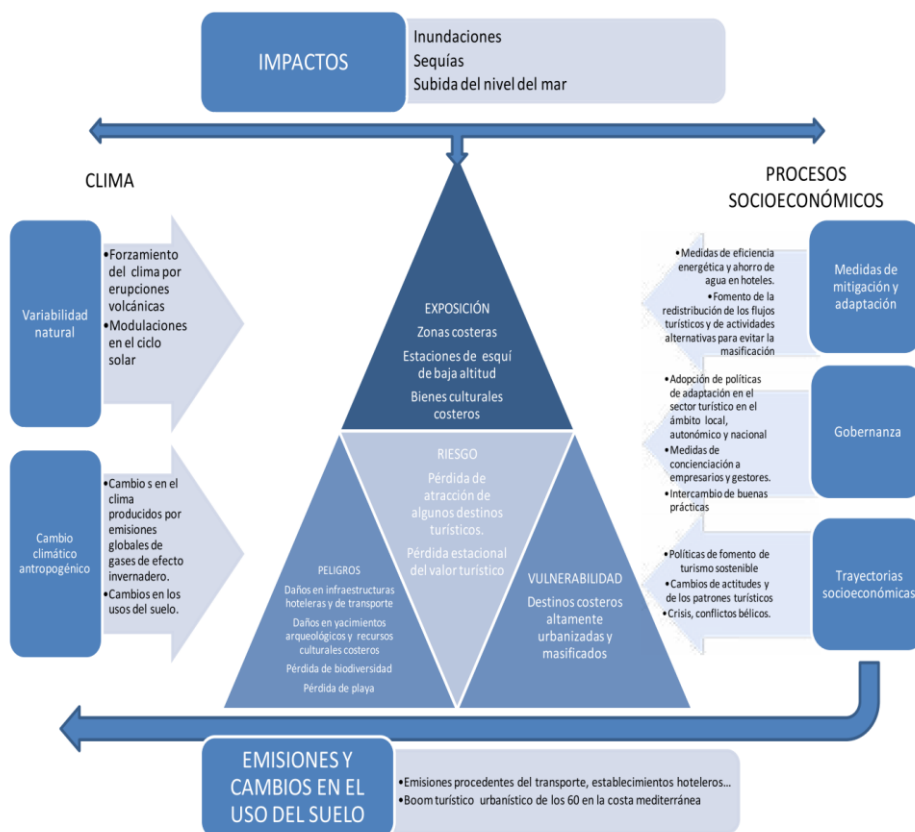 IMPACTOS
Inundaciones
Sequías
Subida del nivel del mar
CLIMA
Variabilidad
natural
•Forzamiento
del clima por
erupciones
volcánicas
•Modulaciones
en el ciclo
solar
Cambio
climático
antropogénico
•Cambio s en el
clima
producidos por
emisiones
globales de
gases de efecto
invernadero.
•Cambios en los
usos del suelo.
EXPOSICIÓN
Zonas costeras
Estaciones de esquí
de baja altitud
Bienes culturales
costeros
RIESGO
Pérdida de
atracción de
algunos destinos
turísticos.
Pérdida estacional
del valor turístico
PELIGROS
Daños en infraestructuras
hoteleras y de transporte
Daños en yacimientos
arqueológicos y recursos
culturales costeros
Pérdida de biodiversidad
Pérdida de playa
VULNERABILIDAD
Destinos costeros
altamente
urbanizadas y
masificados
PROCESOS
SOCIOECONÓMICOS
•Medidas de eficiencia
energética y ahorro de
agua en hoteles.
•Fomento de la
redistribución de los flujos
turísticos y de actividades
alternativas para evitar la
masificación
Medidas de
mitigación y
adaptación
•Adopción de políticas
de adaptación en el
sector turístico en el
ámbito local,
autonómico y nacional
•Medidas de
concienciación a
empresarios y gestores.
•Intercambio de buenas
prácticas
Gobernanza
•Políticas de fomento de
turismo sostenible
•Cambios de actitudes y
de los patrones turísticos
•Crisis, conflictos bélicos.
Trayectorias
socioeconómicas
EMISIONES Y
CAMBIOS EN EL
USO DEL SUELO
•Emisiones procedentes del transporte, establecimientos hoteleros...
•Boom turístico urbanístico de los 60 en la costa mediterránea